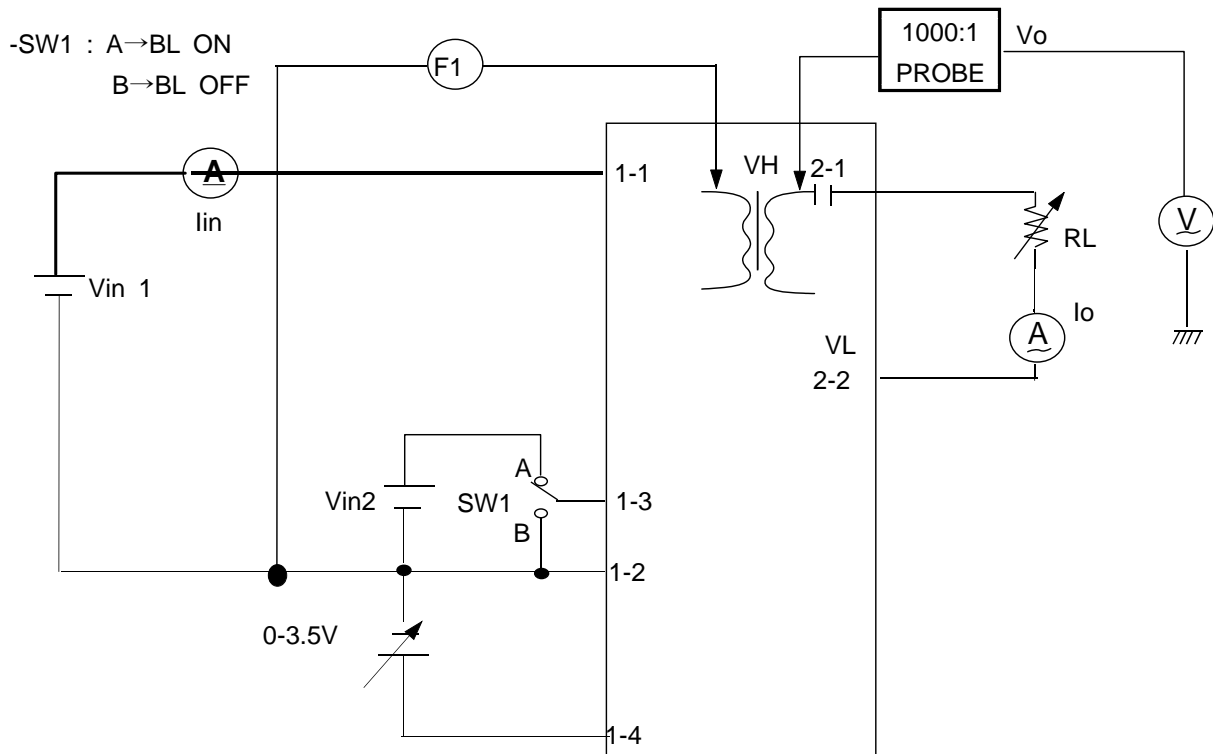 -SW1 : A→BL ON
B→BL OFF
F1
1000:1
PROBE
Vo
A
Iin
1-1
VH
2-1
V
RL
Vin 1
Io
A
VL
2-2
A
Vin2
SW1
1-3
B
1-2
0-3.5V
1-4